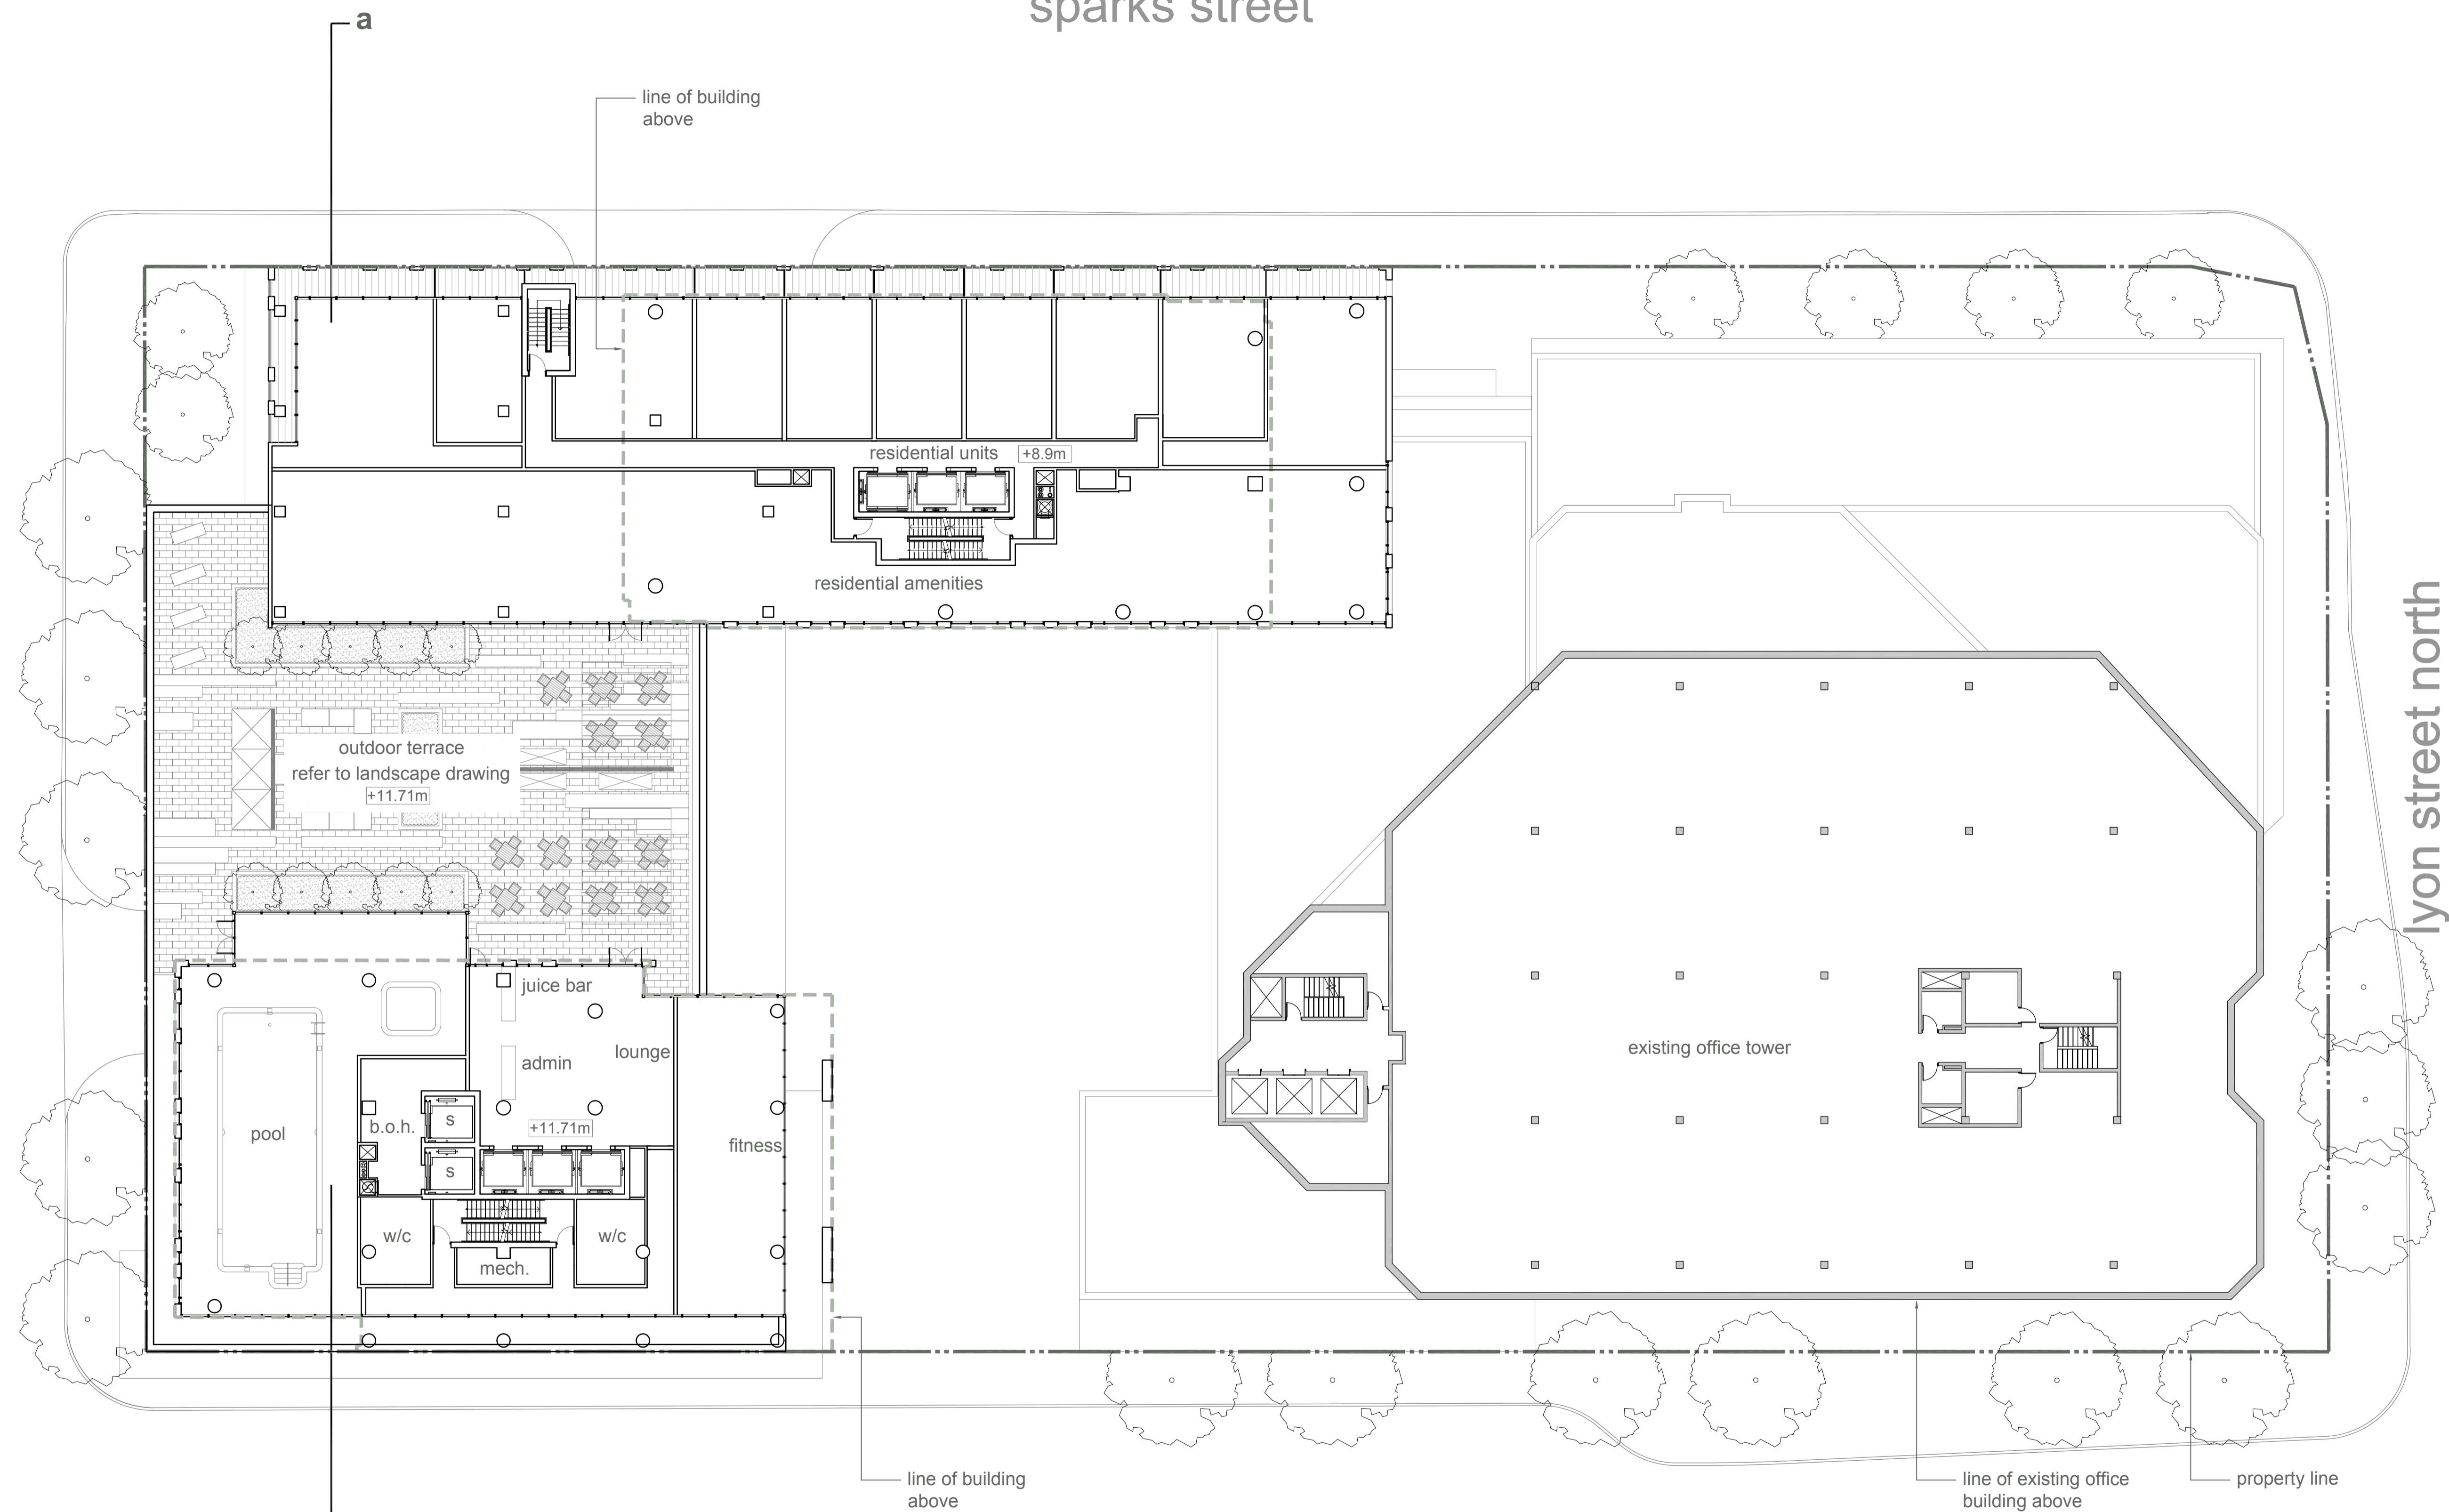 sparks street
a
line of building
above
residential units
+8.9m
residential amenities
lyon street north
outdoor terrace
refer to landscape drawing
+11.71m
juice bar
lounge
admin
existing office tower
s
b.o.h.
+11.71m
pool
fitness
s
w/c
w/c
mech.
line of building
above
line of existing office
building above
property line